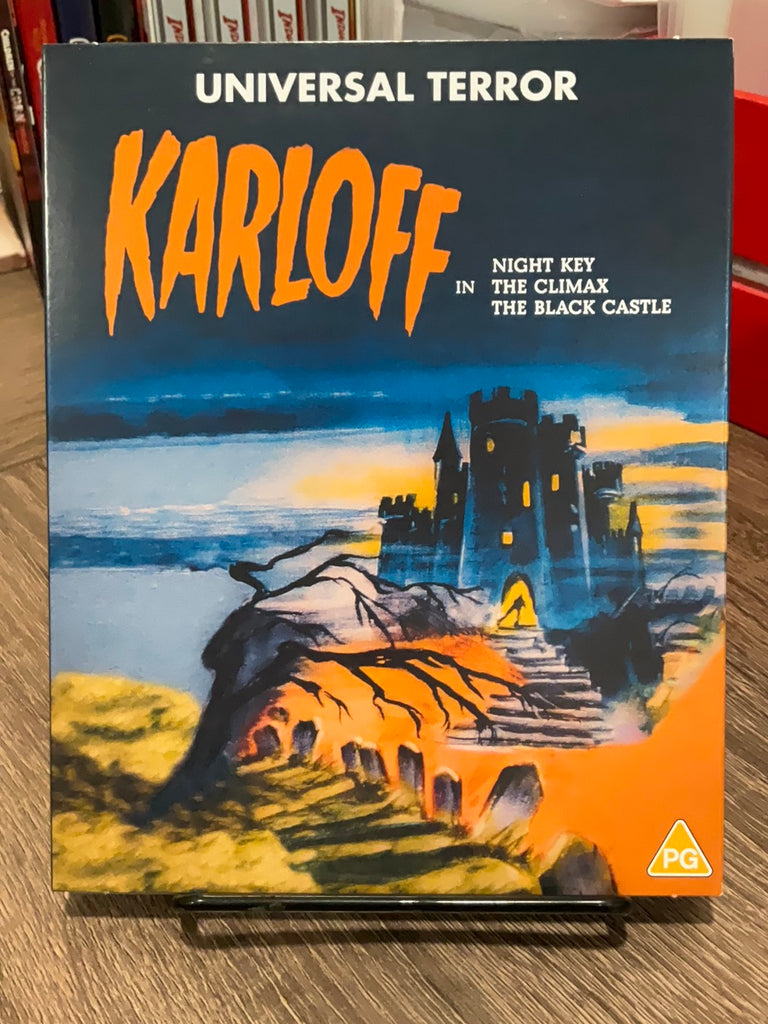 UNIVERSAL TERROR
KARLOFF
IN
NIGHT KEY
THE CLIMAX
THE BLACK CASTLE
PG